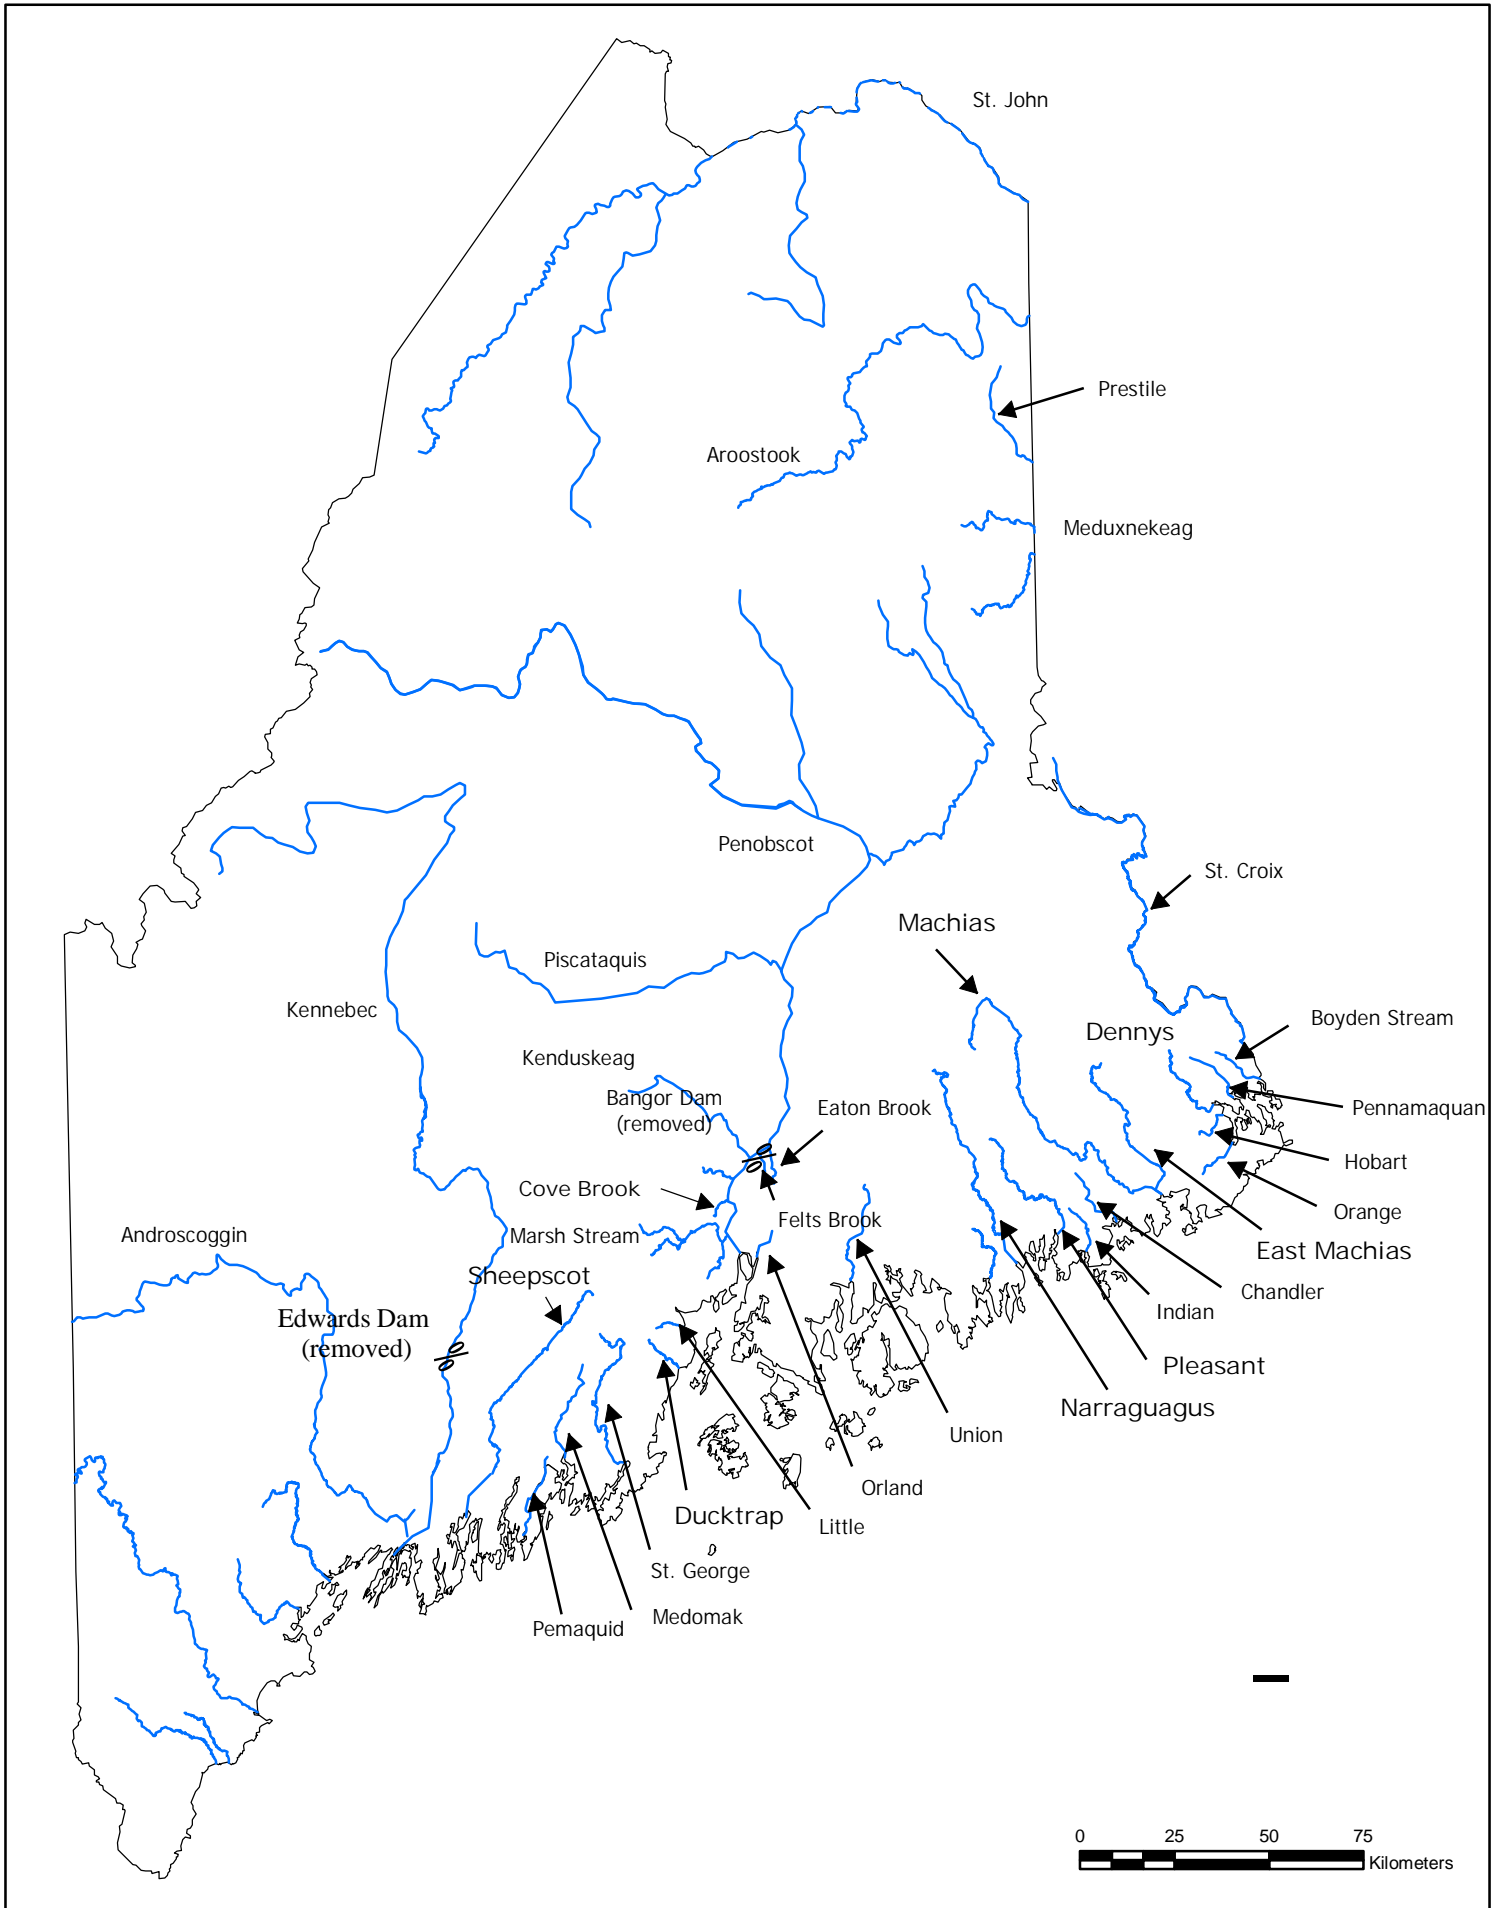 St. John
Prestile
Aroostook
Meduxnekeag
Penobscot
St. Croix
Machias
Piscataquis
Kennebec
Boyden Stream
Dennys
Kenduskeag
Bangor Dam
(removed)
Eaton Brook
Pennamaquan
Hobart
Cove Brook
Orange
Felts Brook
Marsh Stream
Androscoggin
East Machias
Sheepscot
Chandler
Indian
Edwards Dam
(removed)
Pleasant
Narraguagus
Union
Orland
Ducktrap
Little
St. George
Medomak
Pemaquid
0 25 50 75
Kilometers